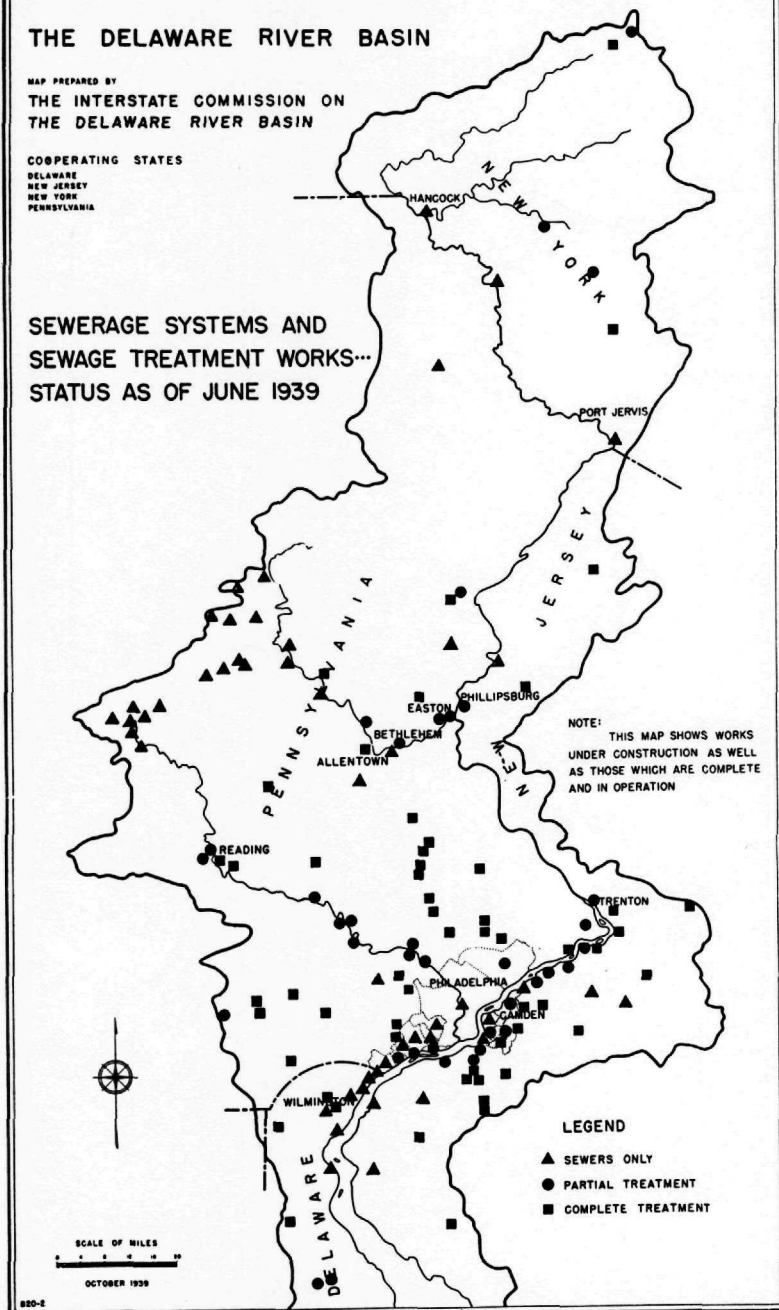 THE DELAWARE RIVER BASIN
MAP PREPARED BY
THE INTERSTATE COMMISSION ON
THE DELAWARE RIVER BASIN
COOPERATING STATES
DELAWARE
NEW JERSEY
NEW YORK
PENNSYLVANIA
SEWERAGE SYSTEMS AND
SEWAGE TREATMENT WORKS...
STATUS AS OF JUNE 1939
NEW YORK
HANCOCK
PORT JERVIS
NEW JERSEY
PENNSYLVANIA
PHILLIPSBURG
EASTON
BETHLEHEM
ALLENTOWN
NOTE:
THIS MAP SHOWS WORKS
UNDER CONSTRUCTION AS WELL
AS THOSE WHICH ARE COMPLETE
AND IN OPERATION
READING
TRENTON
PHILADELPHIA
CAMDEN
WILMINGTON
DELAWARE
LEGEND
SEWERS ONLY
PARTIAL TREATMENT
COMPLETE TREATMENT
SCALE OF MILES
OCTOBER 1939
B20-2